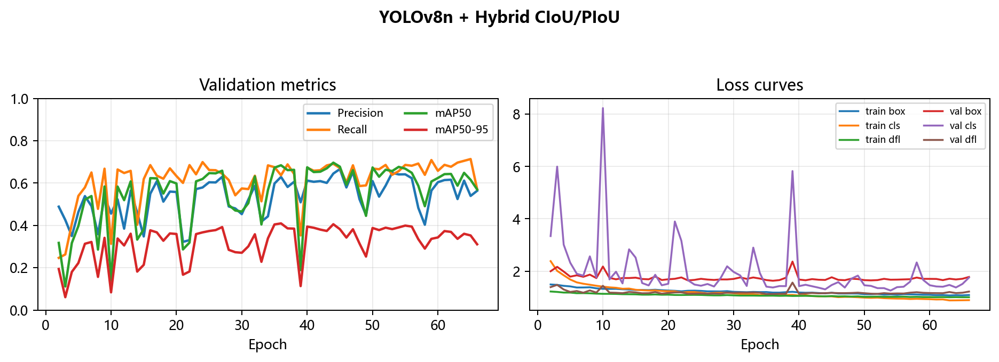 YOLOv8n + Hybrid CIoU/PIoU
Validation metrics
1.0
0.8
0.6
0.4
0.2
0.0
Precision
Recall
mAP50
mAP50-95
0 10 20 30 40 50 60
Epoch
Loss curves
8
6
4
2
train box
train cls
train dfl
val box
val cls
val dfl
0 10 20 30 40 50 60
Epoch